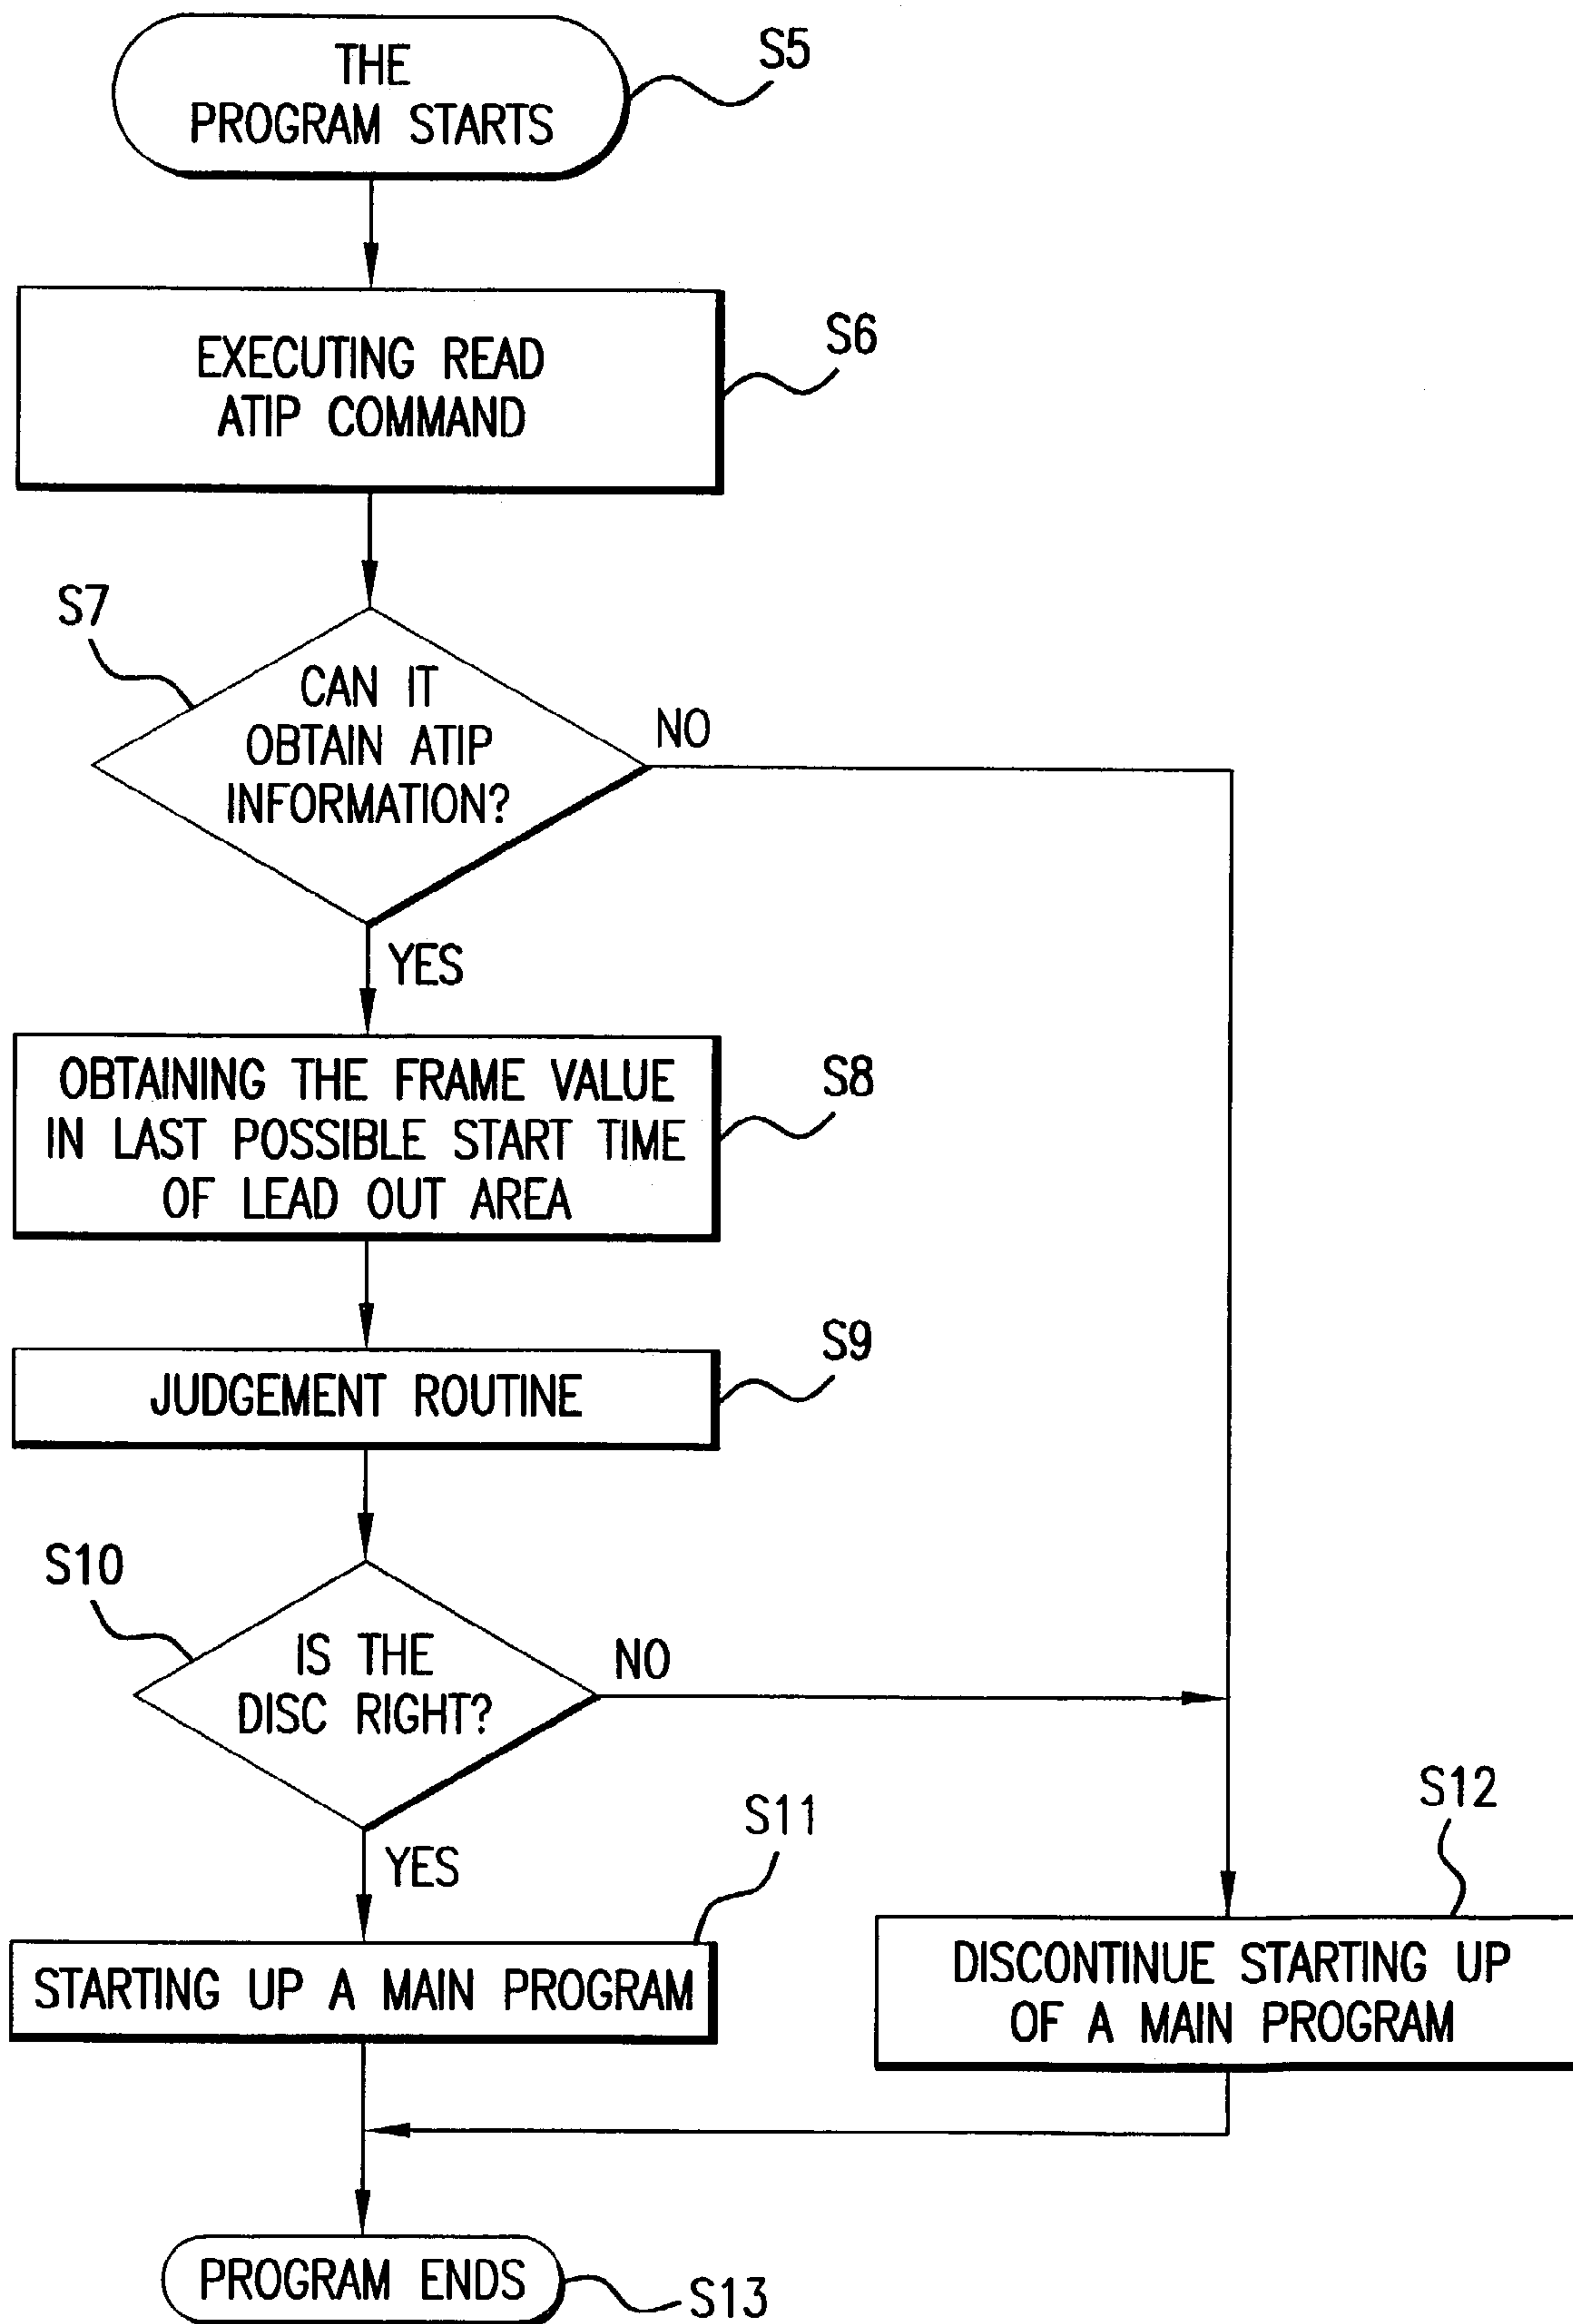 THE
PROGRAM STARTS
S5
EXECUTING READ
ATIP COMMAND
S6
S7
CAN IT
OBTAIN ATIP
INFORMATION?
NO
YES
OBTAINING THE FRAME VALUE
IN LAST POSSIBLE START TIME
OF LEAD OUT AREA
S8
JUDGEMENT ROUTINE
S9
S10
IS THE
DISC RIGHT?
NO
YES
S11
STARTING UP A MAIN PROGRAM
S12
DISCONTINUE STARTING UP
OF A MAIN PROGRAM
PROGRAM ENDS
S13